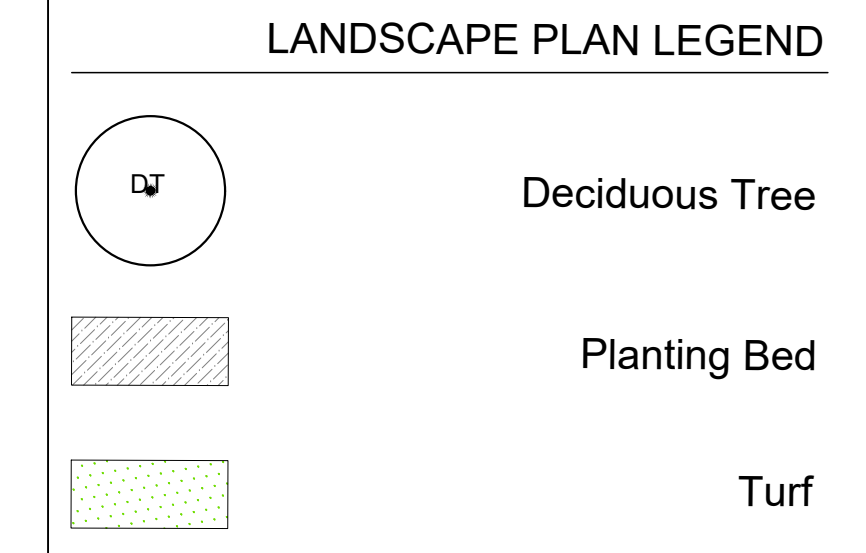 LANDSCAPE PLAN LEGEND
DT
Deciduous Tree
Planting Bed
Turf